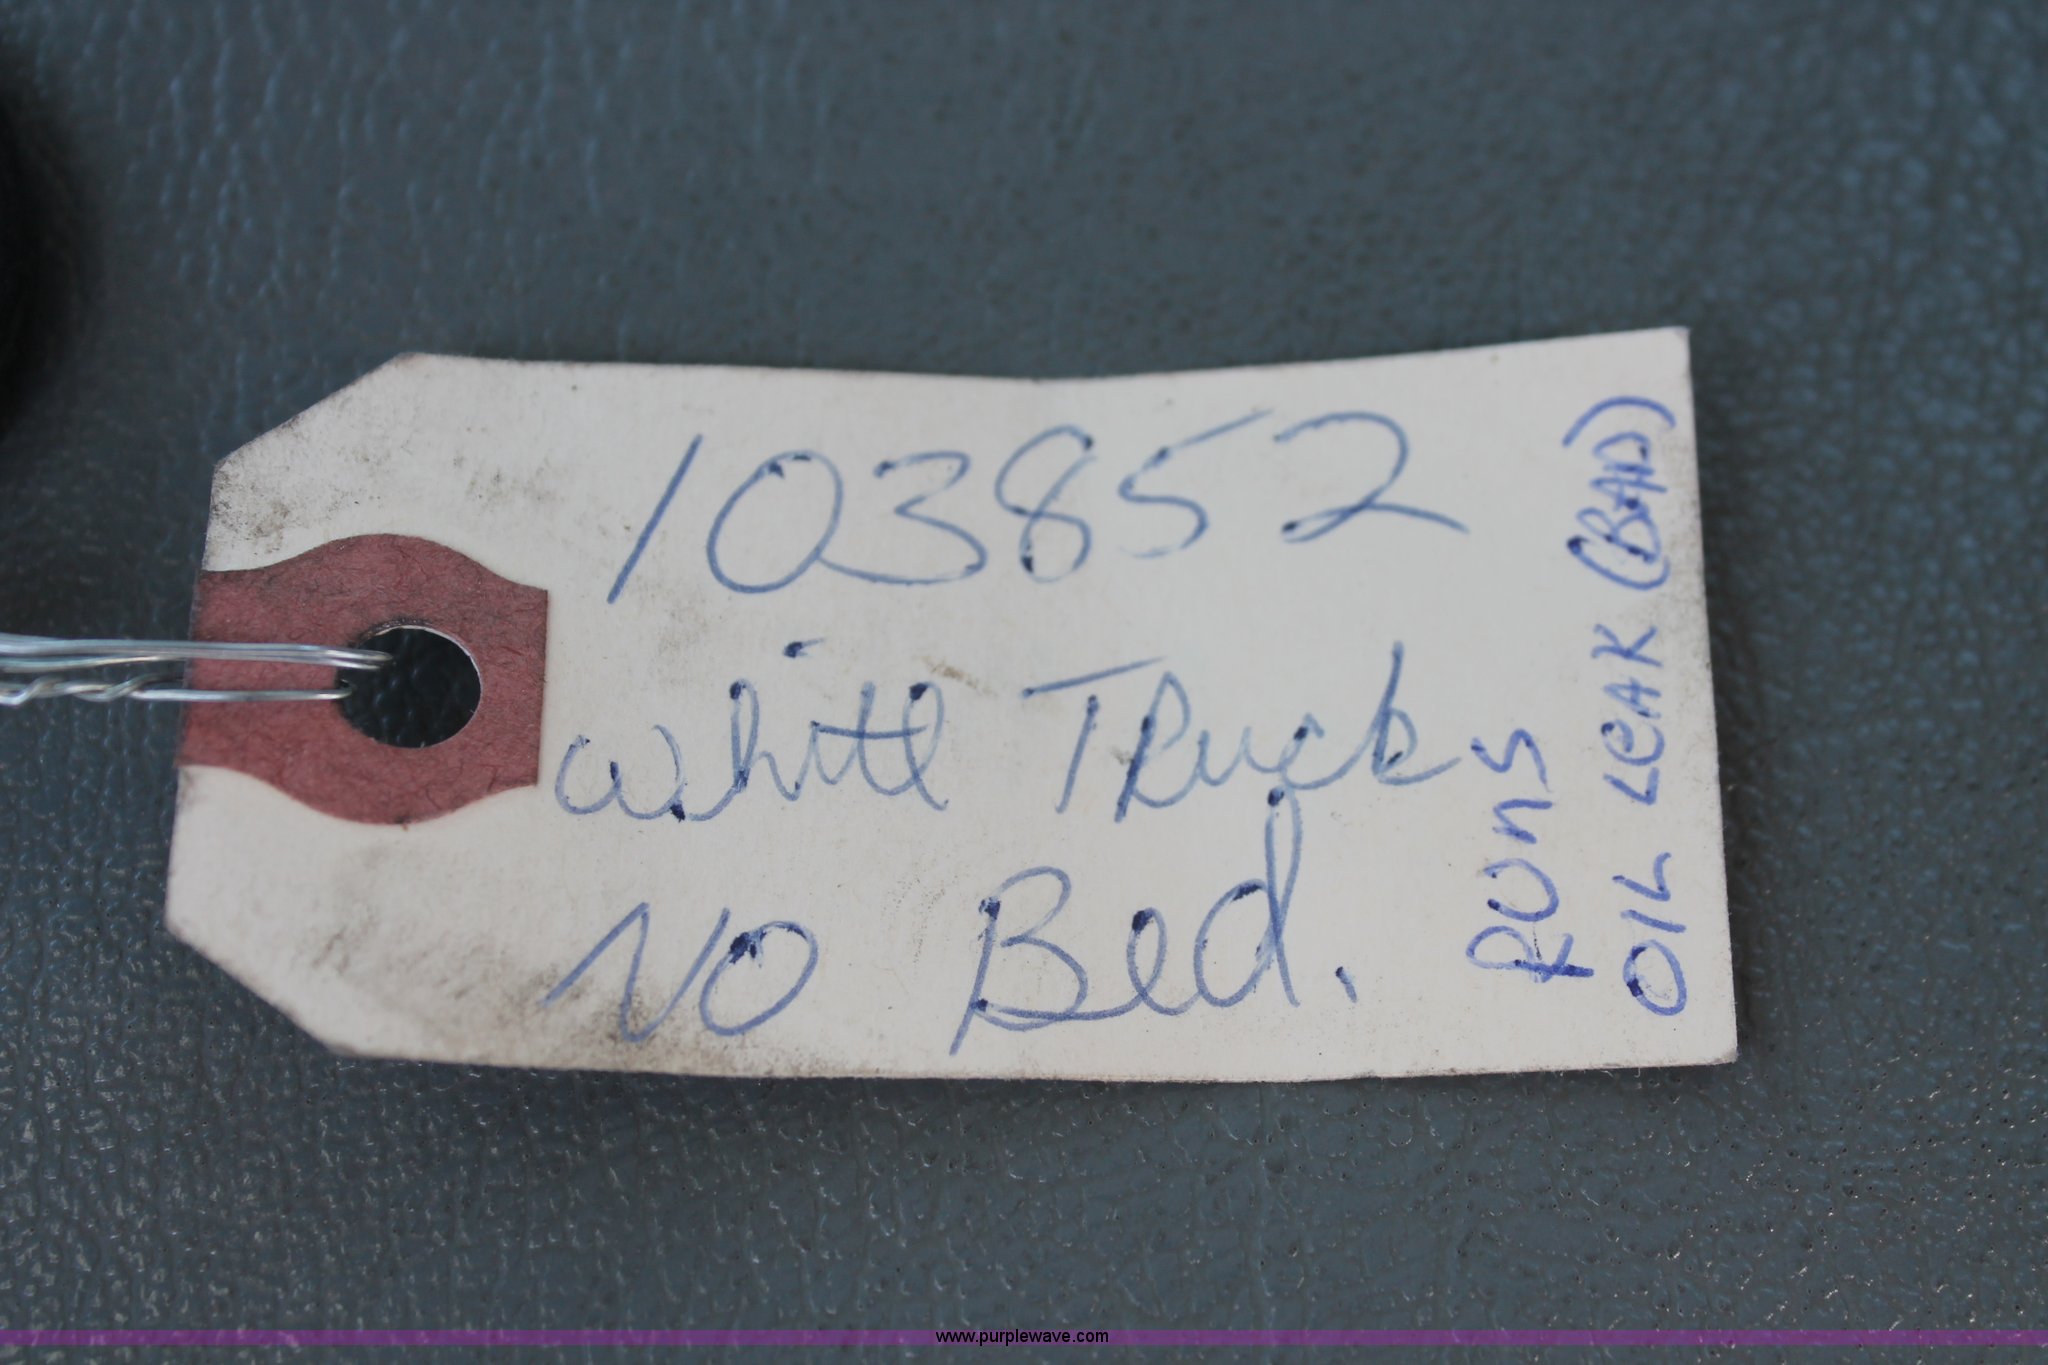 103852
White Truck
NO Bed.
RUNS
OIL LEAK (BAD)
www.purplewave.com